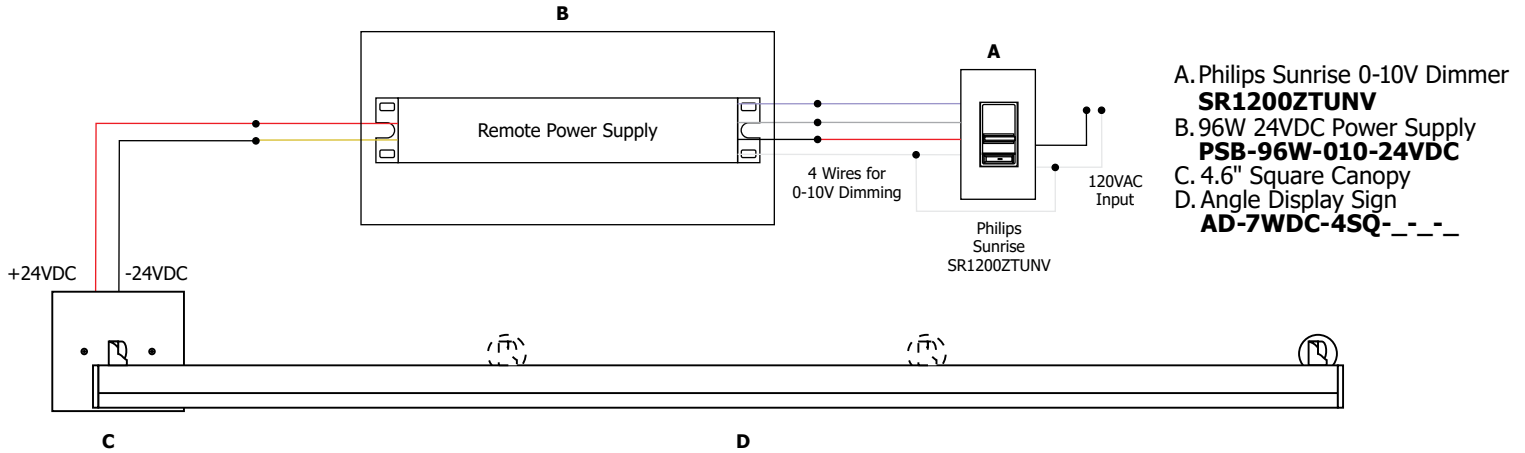 B
A
Remote Power Supply
4 Wires for
0-10V Dimming
120VAC
Input
Philips
Sunrise
SR1200ZTUNV
A. Philips Sunrise 0-10V Dimmer
SR1200ZTUNV
B. 96W 24VDC Power Supply
PSB-96W-010-24VDC
C. 4.6" Square Canopy
D. Angle Display Sign
AD-7WDC-4SQ-_-_-_
+24VDC
-24VDC
C
D